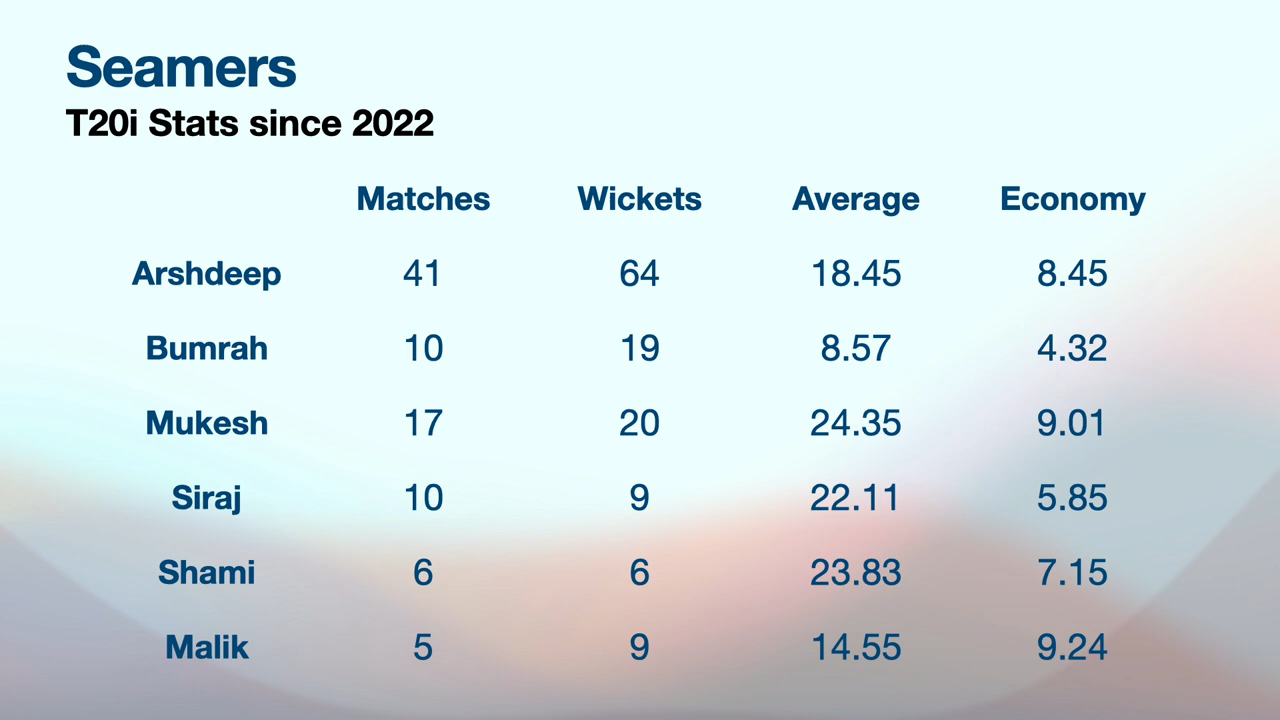 Seamers
T20i Stats since 2022
Matches Wickets Average Economy
Arshdeep 41 64 18.45 8.45
Bumrah 10 19 8.57 4.32
Mukesh 17 20 24.35 9.01
Siraj 10 9 22.11 5.85
Shami 6 6 23.83 7.15
Malik 5 9 14.55 9.24